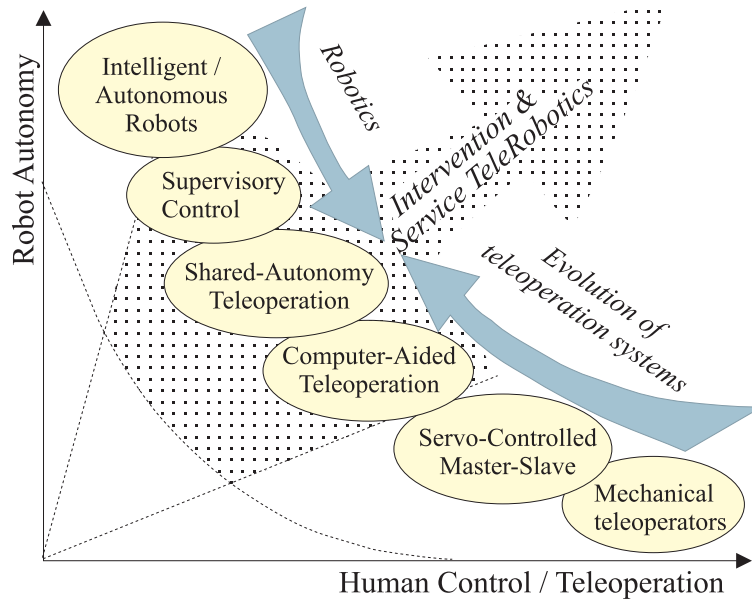 Robot Autonomy
Intelligent /
Autonomous
Robots
Robotics
Intervention &
Service TeleRobotics
Supervisory
Control
Shared-Autonomy
Teleoperation
Evolution of
teleoperation systems
Computer-Aided
Teleoperation
Servo-Controlled
Master-Slave
Mechanical
teleoperators
Human Control / Teleoperation